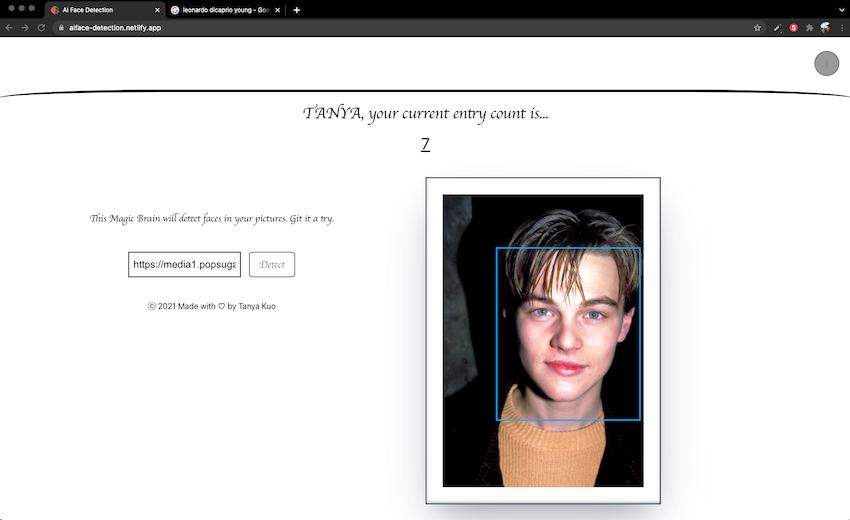 AI Face Detection
leonardo dicaprio young - Goo
aiface-detection.netlify.app
TANYA, your current entry count is...
7
This Magic Brain will detect faces in your pictures. Git it a try.
https://media1.popsuga
Detect
© 2021 Made with ♡ by Tanya Kuo